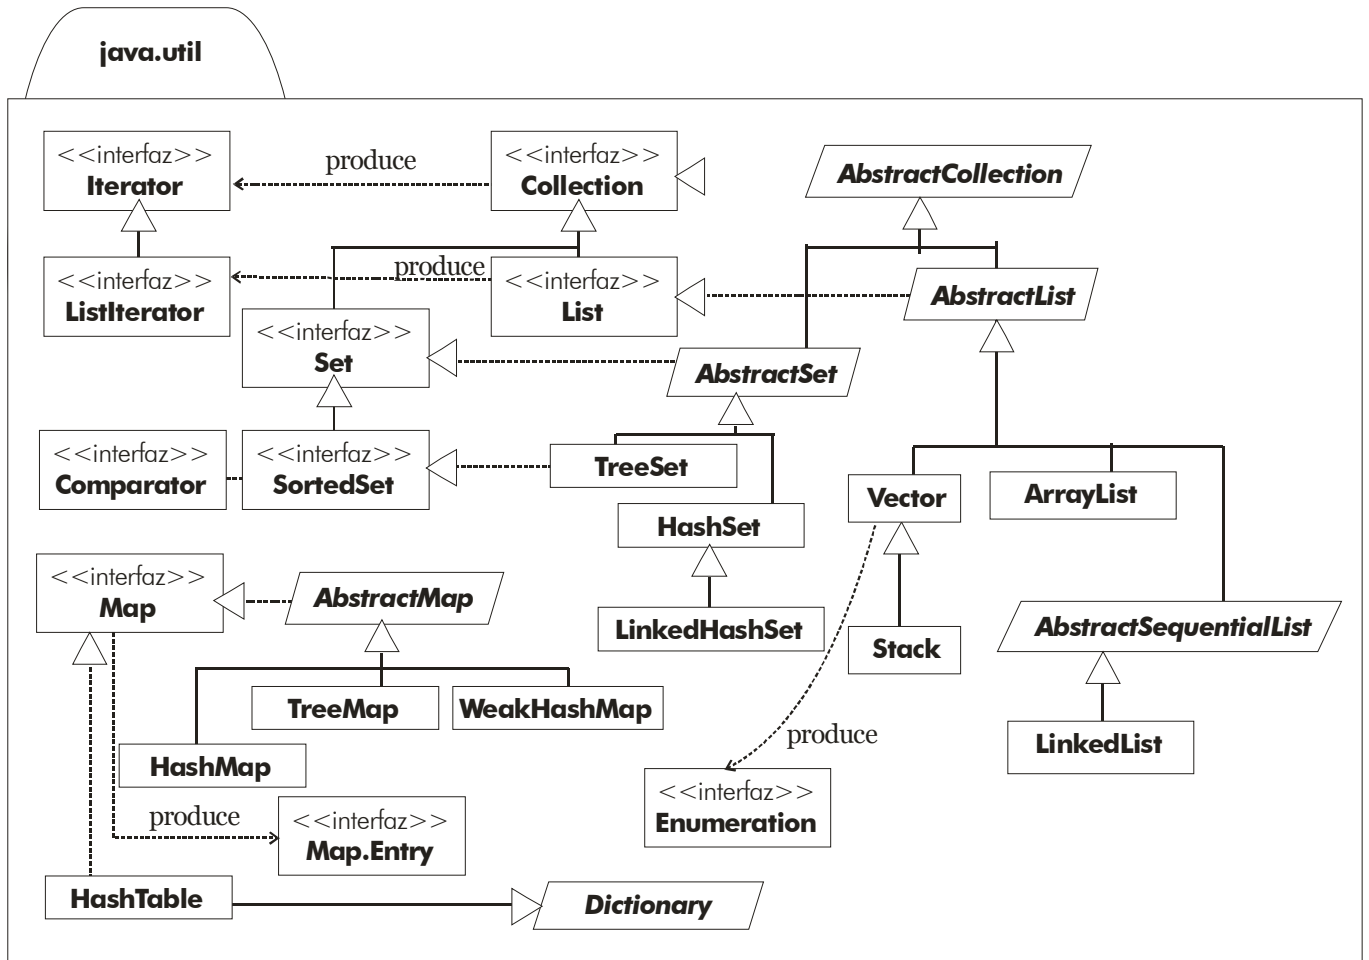 java.util
<<interfaz>>
Iterator
produce
<<interfaz>>
Collection
AbstractCollection
<<interfaz>>
ListIterator
produce
<<interfaz>>
List
AbstractList
<<interfaz>>
Set
AbstractSet
<<interfaz>>
Comparator
<<interfaz>>
SortedSet
TreeSet
Vector
ArrayList
HashSet
<<interfaz>>
Map
AbstractMap
LinkedHashSet
Stack
AbstractSequentialList
TreeMap
WeakHashMap
HashMap
produce
LinkedList
produce
<<interfaz>>
Map.Entry
<<interfaz>>
Enumeration
HashTable
Dictionary